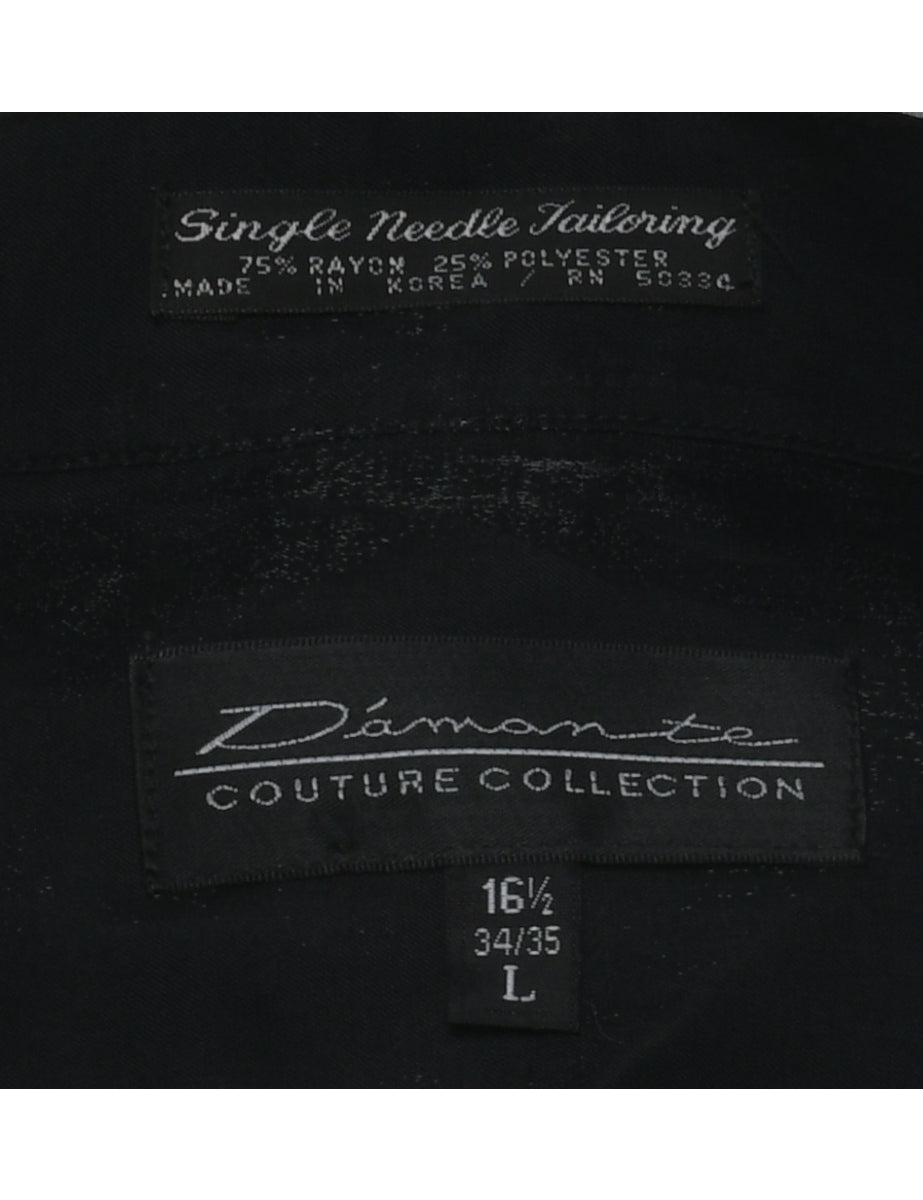 Single Needle Tailoring
75% RAYON 25% POLYESTER
MADE IN KOREA / RN 50334
D'amante
COUTURE COLLECTION
16½
34/35
L